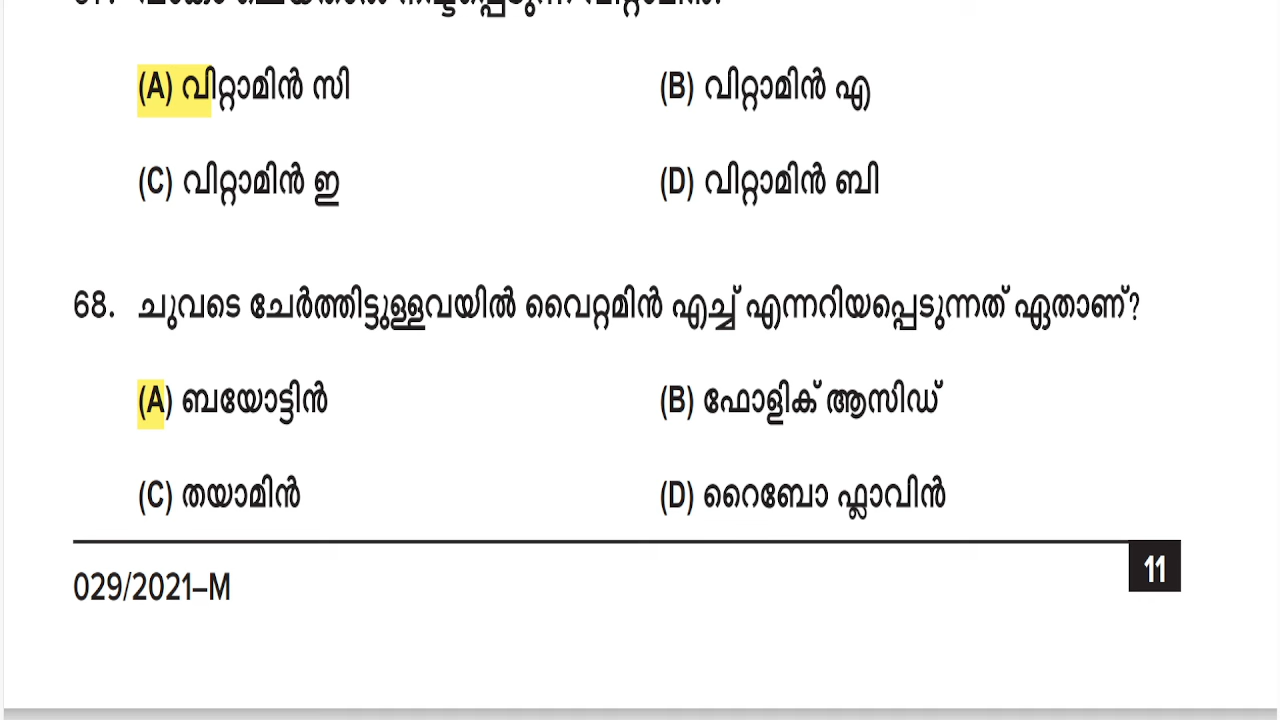 (A) വിറ്റാമിൻ സി (B) വിറ്റാമിൻ എ
(C) വിറ്റാമിൻ ഇ (D) വിറ്റാമിൻ ബി
68. ചുവടെ ചേർത്തിട്ടുള്ളവയിൽ വൈറ്റമിൻ എച്ച് എന്നറിയപ്പെടുന്നത് ഏതാണ്?
(A) ബയോട്ടിൻ (B) ഫോളിക് ആസിഡ്
(C) തയാമിൻ (D) റൈബോ ഫ്ലാവിൻ
11
029/2021–M